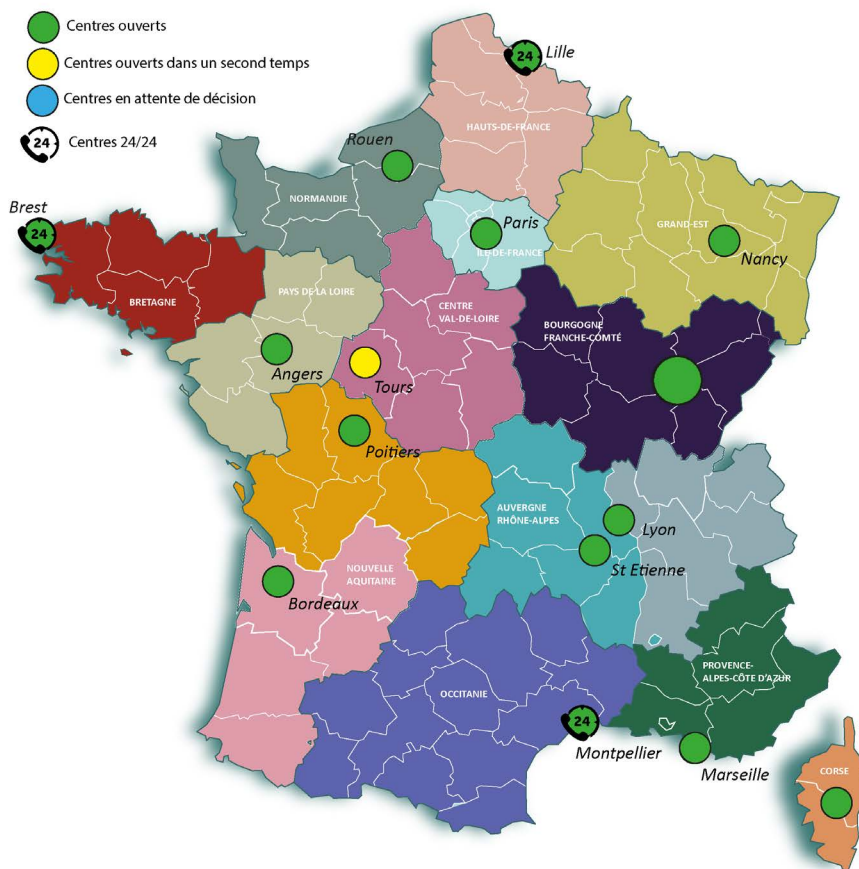 Centres ouverts
Centres ouverts dans un second temps
Centres en attente de décision
24
Centres 24/24
24
Lille
HAUTS-DE-FRANCE
Rouen
NORMANDIE
Brest
24
Paris
ILE-DE-FRANCE
GRAND-EST
Nancy
BRETAGNE
PAYS DE LA LOIRE
CENTRE
VAL-DE-LOIRE
BOURGOGNE
FRANCHE-COMTÉ
Angers
Tours
Poitiers
AUVERGNE
RHÔNE-ALPES
Lyon
St Etienne
NOUVELLE
AQUITAINE
Bordeaux
PROVENCE-
ALPES-CÔTE D'AZUR
OCCITANIE
24
Montpellier
Marseille
CORSE